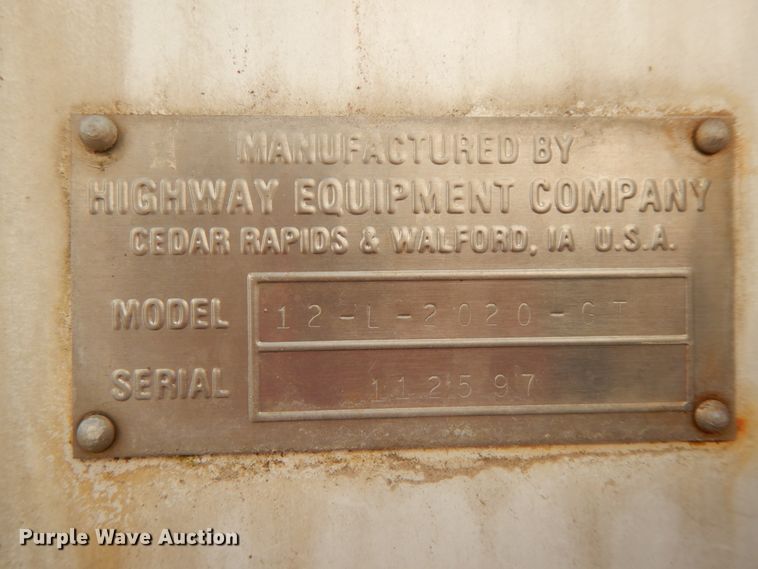 MANUFACTURED BY
HIGHWAY EQUIPMENT COMPANY
CEDAR RAPIDS & WALFORD, IA U.S.A.
MODEL 12-L-2020-GT
SERIAL 112597
Purple Wave Auction